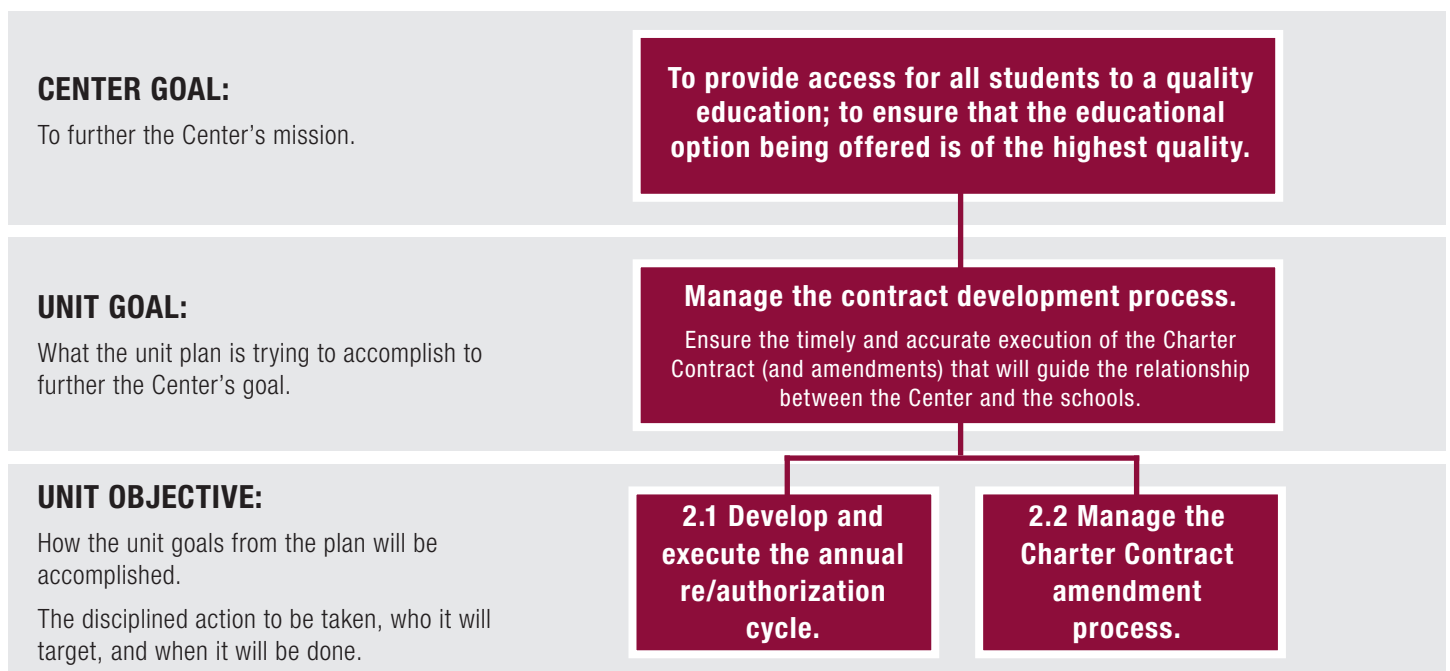 CENTER GOAL:
To further the Center’s mission.
To provide access for all students to a quality
education; to ensure that the educational
option being offered is of the highest quality.
UNIT GOAL:
What the unit plan is trying to accomplish to
further the Center’s goal.
Manage the contract development process.
Ensure the timely and accurate execution of the Charter
Contract (and amendments) that will guide the relationship
between the Center and the schools.
UNIT OBJECTIVE:
How the unit goals from the plan will be
accomplished.
The disciplined action to be taken, who it will
target, and when it will be done.
2.1 Develop and
execute the annual
re/authorization
cycle.
2.2 Manage the
Charter Contract
amendment
process.